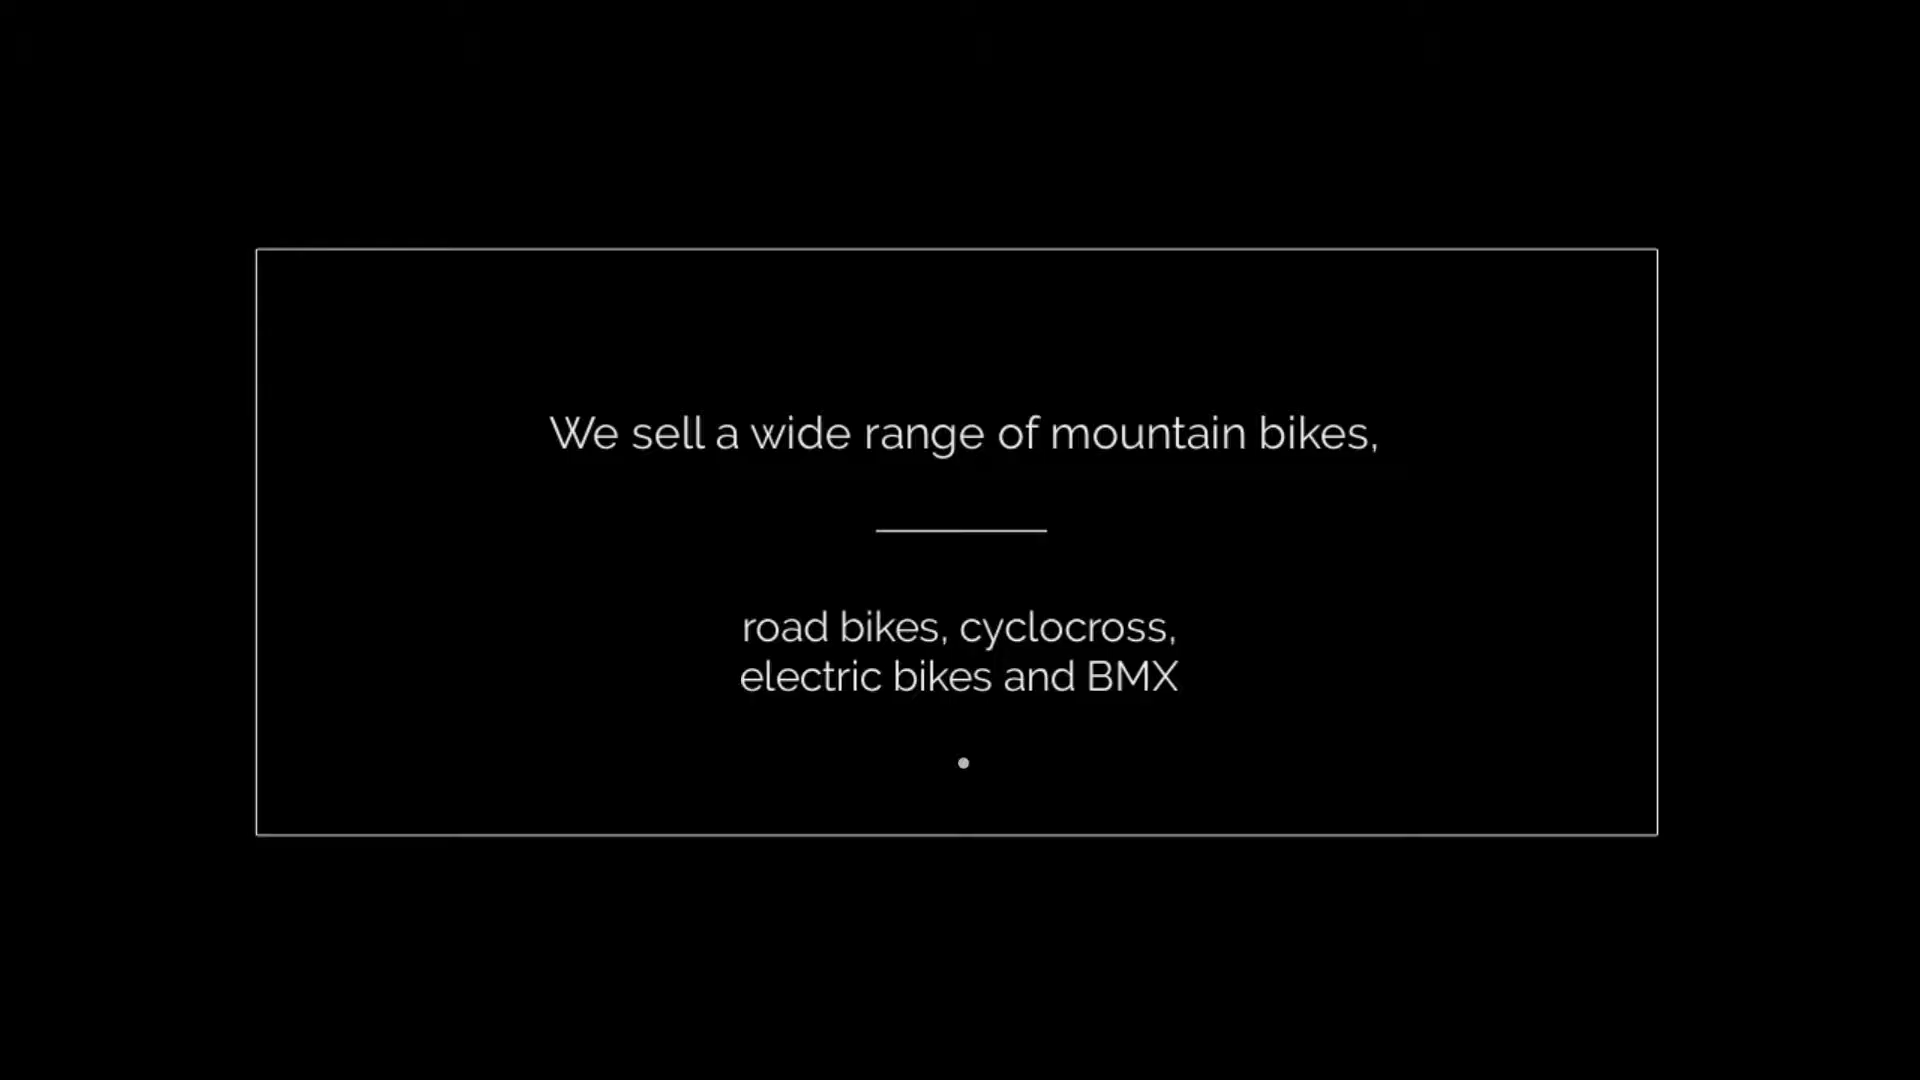 We sell a wide range of mountain bikes,
road bikes, cyclocross,
electric bikes and BMX